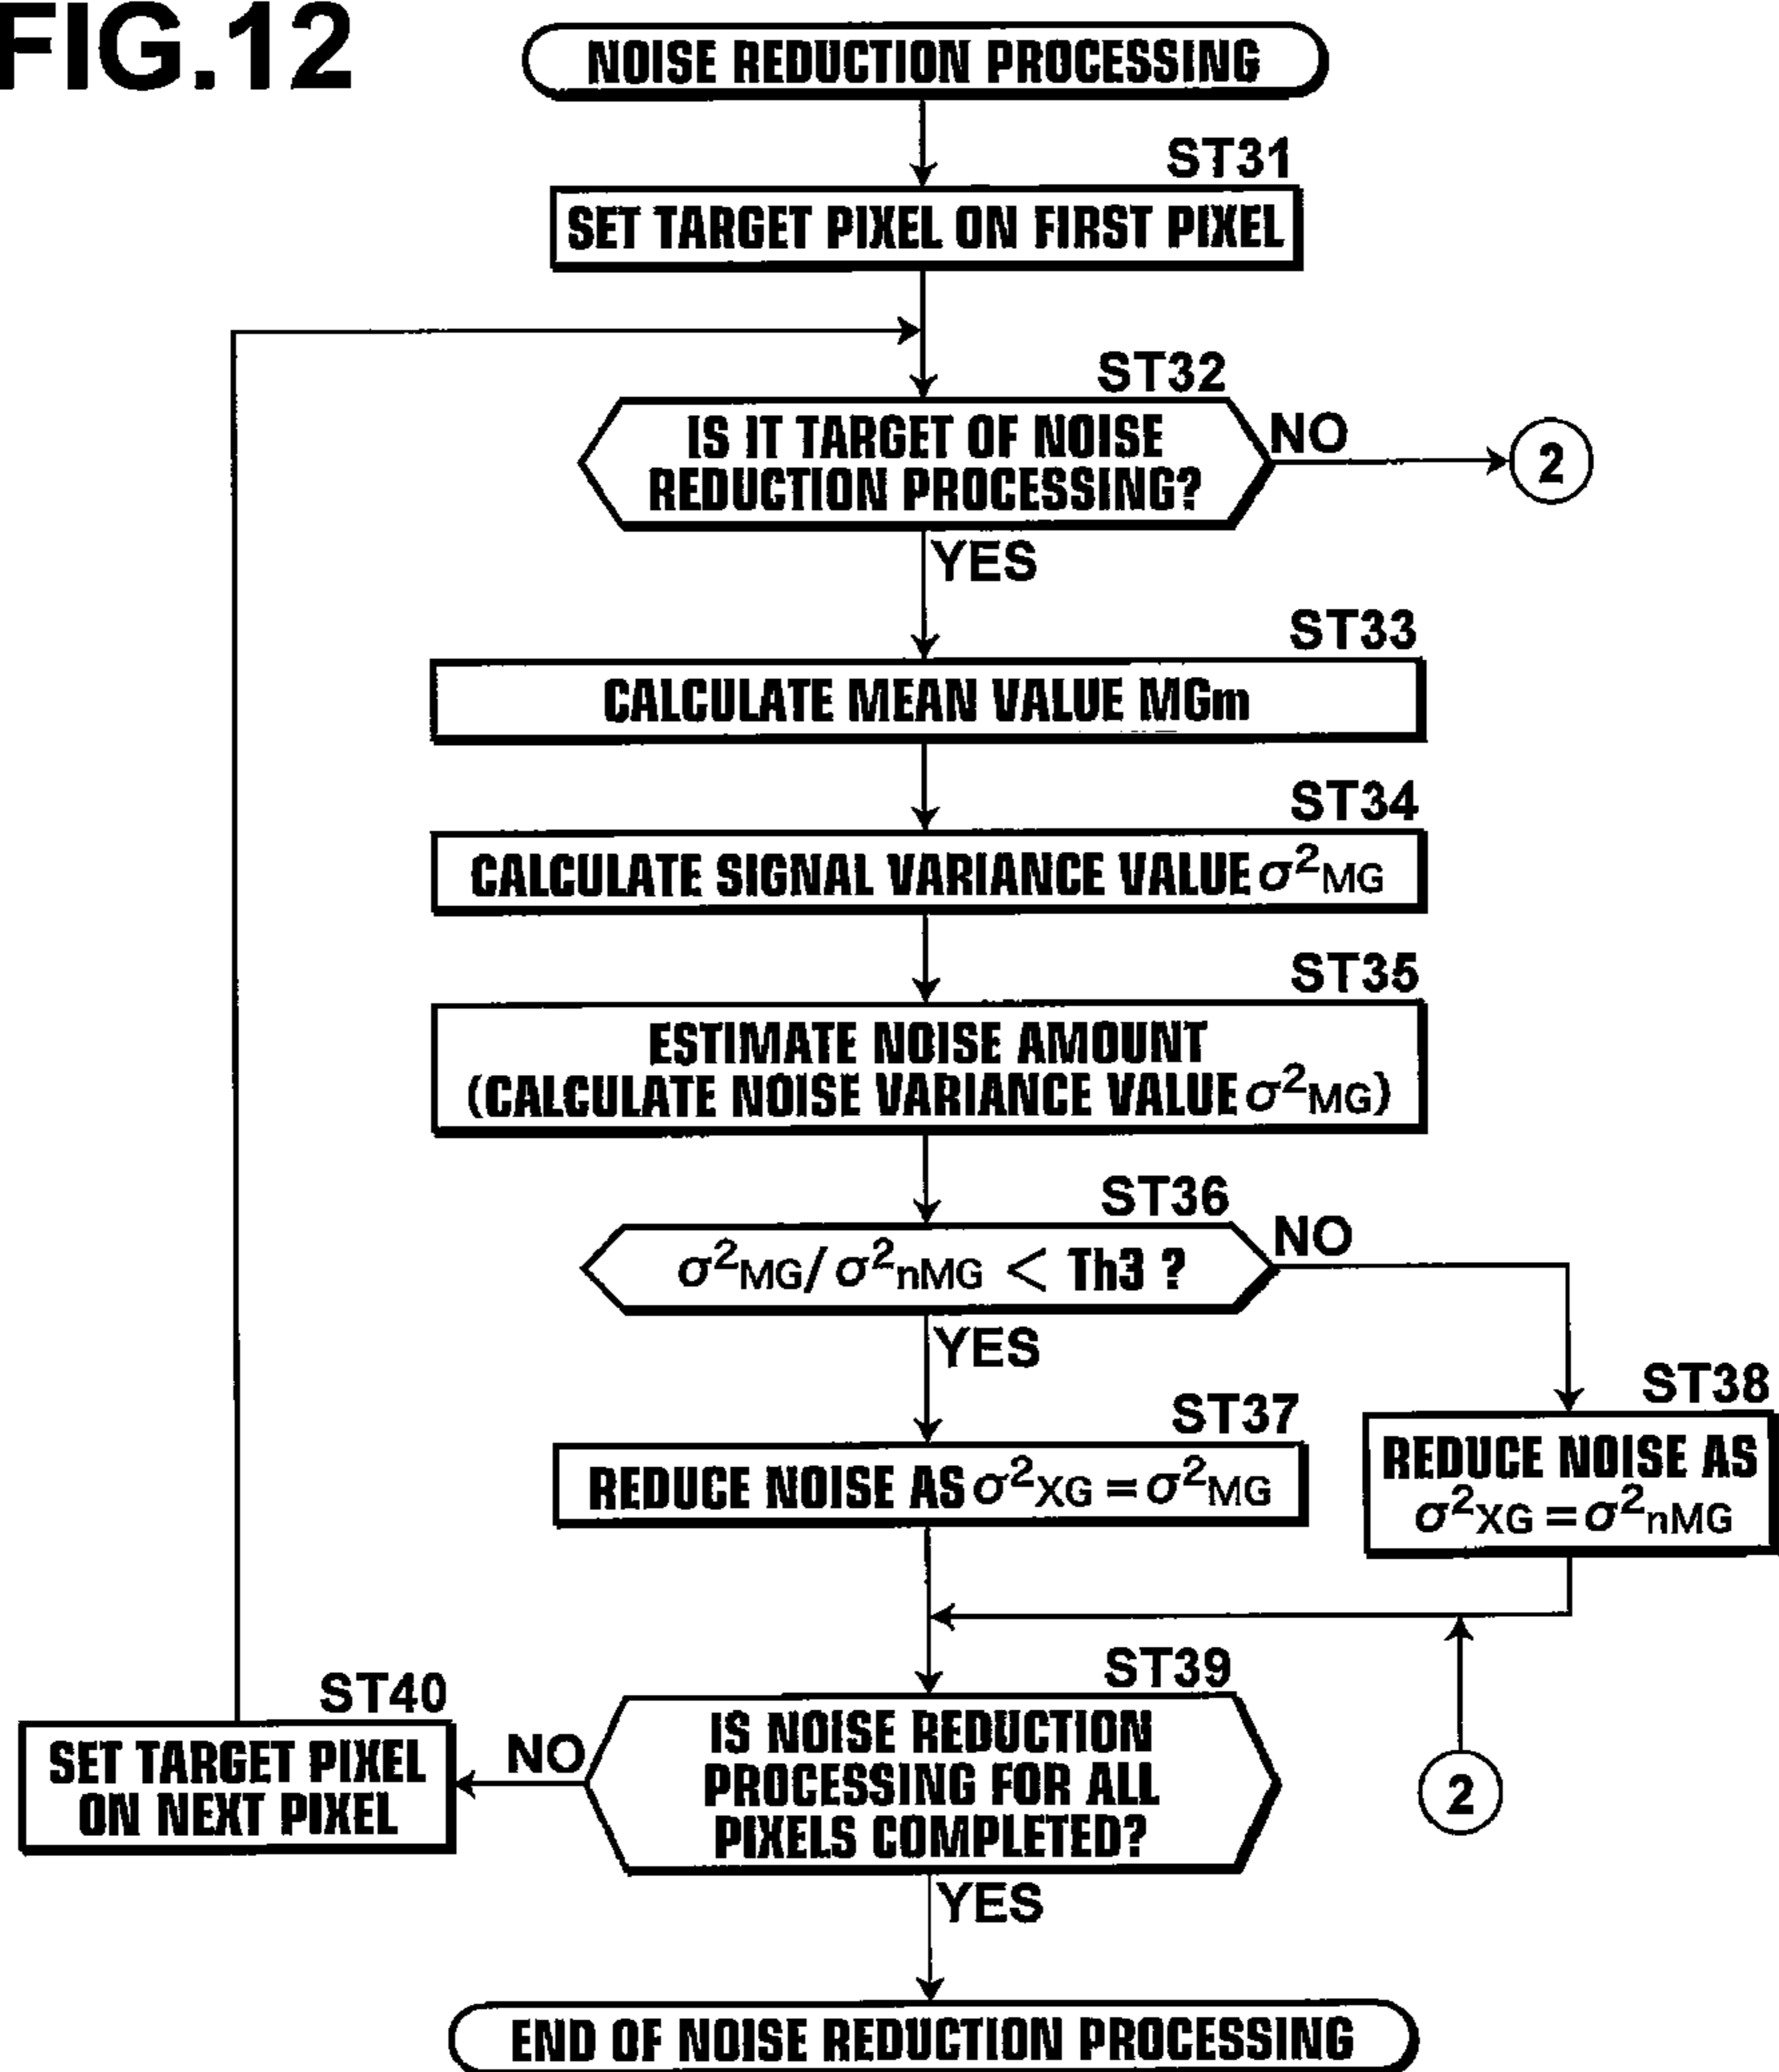 FIG.12
NOISE REDUCTION PROCESSING
ST31
SET TARGET PIXEL ON FIRST PIXEL
ST32
IS IT TARGET OF NOISE
REDUCTION PROCESSING?
NO
2
YES
ST33
CALCULATE MEAN VALUE MGm
ST34
CALCULATE SIGNAL VARIANCE VALUE σ²MG
ST35
ESTIMATE NOISE AMOUNT
(CALCULATE NOISE VARIANCE VALUE σ²MG)
ST36
σ²MG/σ²nMG < Th3 ?
NO
YES
ST37
REDUCE NOISE AS σ²XG=σ²MG
ST38
REDUCE NOISE AS
σ²XG=σ²nMG
ST39
IS NOISE REDUCTION
PROCESSING FOR ALL
PIXELS COMPLETED?
NO
ST40
SET TARGET PIXEL
ON NEXT PIXEL
2
YES
END OF NOISE REDUCTION PROCESSING